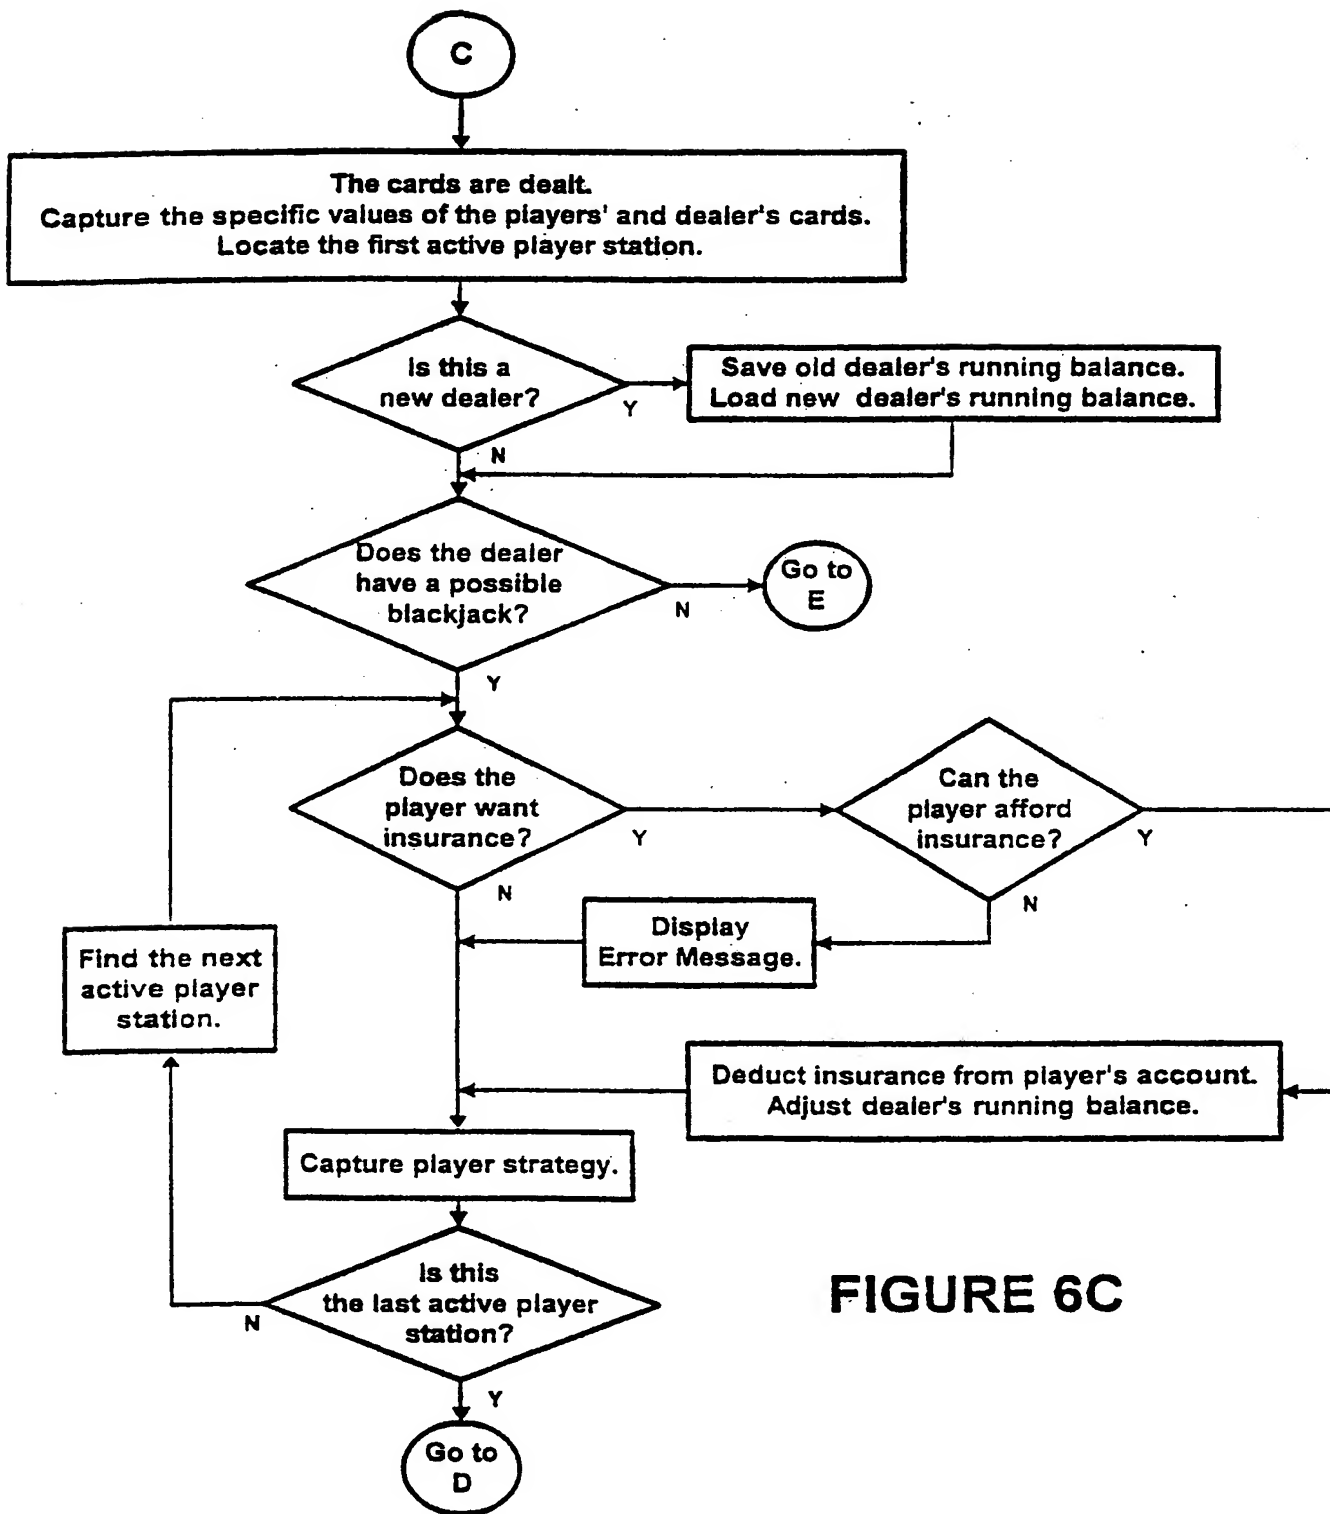 C
The cards are dealt.
Capture the specific values of the players' and dealer's cards.
Locate the first active player station.
Is this a
new dealer?
Y
Save old dealer's running balance.
Load new dealer's running balance.
N
Does the dealer
have a possible
blackjack?
N
Go to
E
Y
Does the
player want
insurance?
Y
Can the
player afford
insurance?
Y
N
N
Display
Error Message.
Find the next
active player
station.
Deduct insurance from player's account.
Adjust dealer's running balance.
Capture player strategy.
Is this
the last active player
station?
N
Y
Go to
D
FIGURE 6C